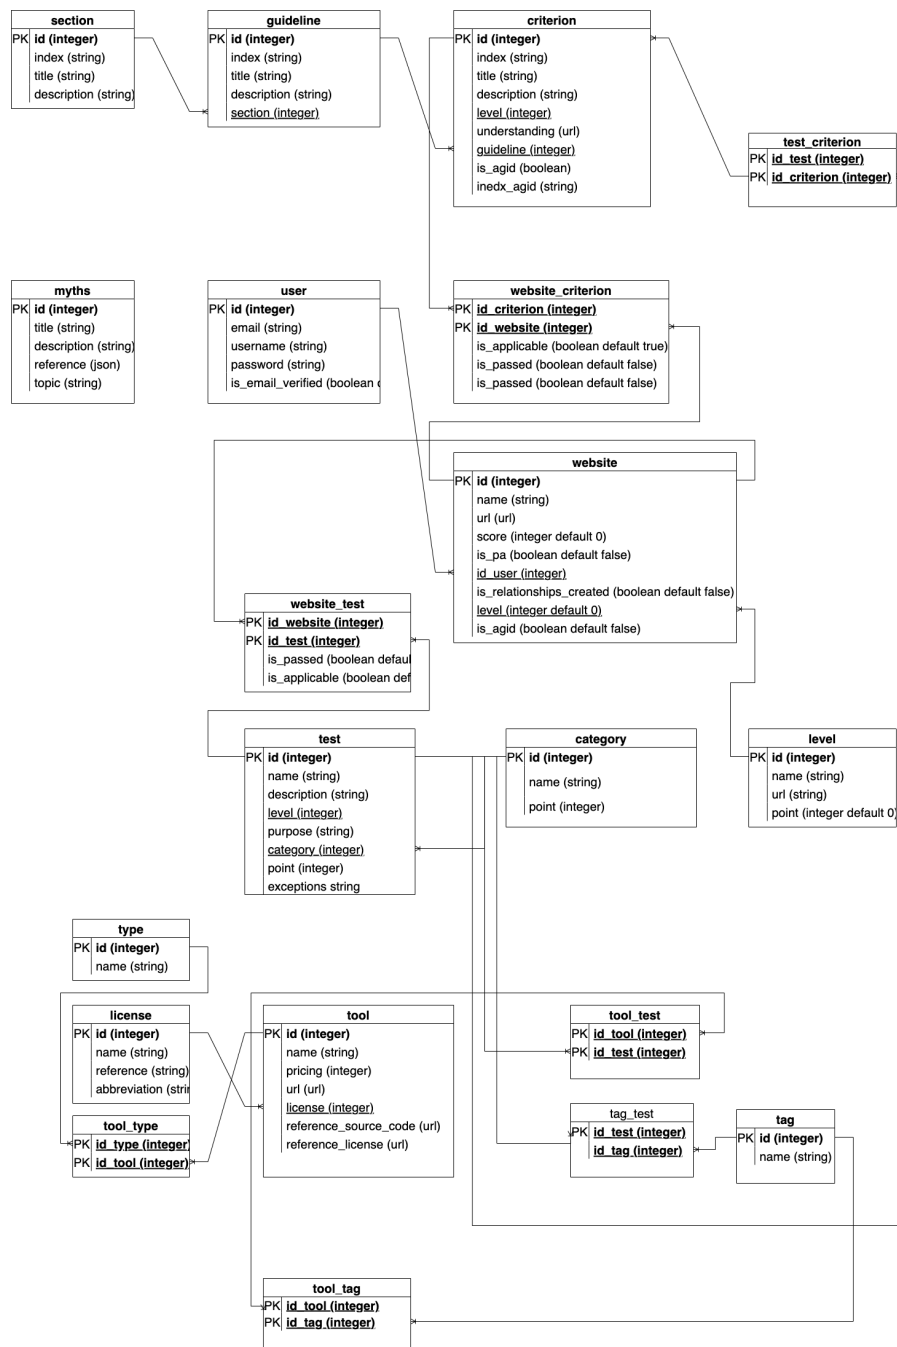 section
PK id (integer)
index (string)
title (string)
description (string)
guideline
PK id (integer)
index (string)
title (string)
description (string)
section (integer)
criterion
PK id (integer)
index (string)
title (string)
description (string)
level (integer)
understanding (url)
guideline (integer)
is_agid (boolean)
inedx_agid (string)
test_criterion
PK id_test (integer)
PK id_criterion (integer)
myths
PK id (integer)
title (string)
description (string)
reference (json)
topic (string)
user
PK id (integer)
email (string)
username (string)
password (string)
is_email_verified (boolean
website_criterion
PK id_criterion (integer)
PK id_website (integer)
is_applicable (boolean default true)
is_passed (boolean default false)
is_passed (boolean default false)
website
PK id (integer)
name (string)
url (url)
score (integer default 0)
is_pa (boolean default false)
id_user (integer)
is_relationships_created (boolean default false)
level (integer default 0)
is_agid (boolean default false)
website_test
PK id_website (integer)
PK id_test (integer)
is_passed (boolean defaul
is_applicable (boolean def
test
PK id (integer)
name (string)
description (string)
level (integer)
purpose (string)
category (integer)
point (integer)
exceptions string
category
PK id (integer)
name (string)
point (integer)
level
PK id (integer)
name (string)
url (string)
point (integer default 0)
type
PK id (integer)
name (string)
license
PK id (integer)
name (string)
reference (string)
abbreviation (strin
tool
PK id (integer)
name (string)
pricing (integer)
url (url)
license (integer)
reference_source_code (url)
reference_license (url)
tool_test
PK id_tool (integer)
PK id_test (integer)
tool_type
PK id_type (integer)
PK id_tool (integer)
tag_test
PK id_test (integer)
id_tag (integer)
tag
PK id (integer)
name (string)
tool_tag
PK id_tool (integer)
PK id_tag (integer)